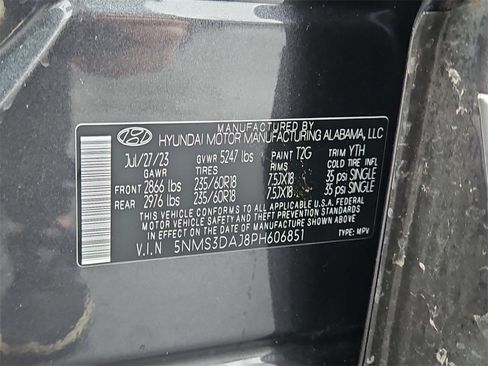 MANUFACTURED BY
HYUNDAI MOTOR MANUFACTURING ALABAMA, LLC
Jul/27/23 GVWR 5247 lbs PAINT T2G TRIM YTH
GAWR TIRES RIMS COLD TIRE INFL
FRONT 2866 lbs 235/60R18 7.5JX18 35 psi SINGLE
REAR 2976 lbs 235/60R18 7.5JX18 35 psi SINGLE
THIS VEHICLE CONFORMS TO ALL APPLICABLE U.S.
FEDERAL MOTOR VEHICLE SAFETY STANDARDS IN EFFECT
ON THE DATE OF MANUFACTURE SHOWN ABOVE.
V.I.N 5NMS3DAJ8PH606851 TYPE: MPV